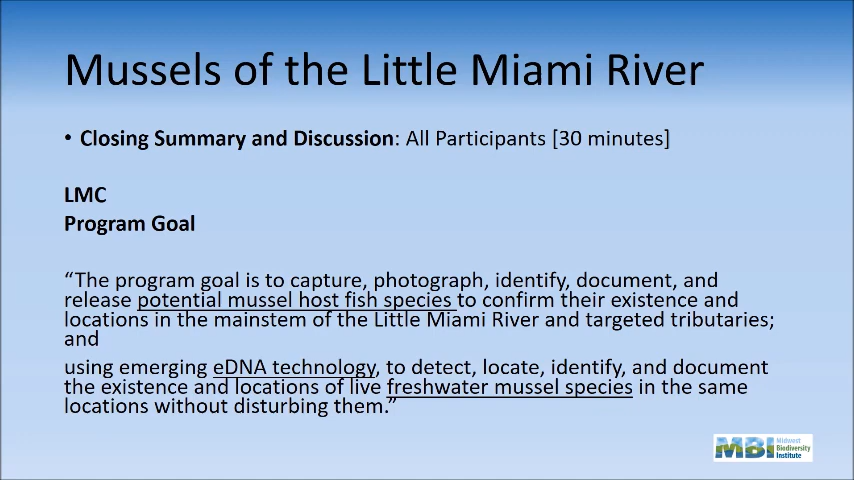 Mussels of the Little Miami River
• Closing Summary and Discussion: All Participants [30 minutes]
LMC
Program Goal
“The program goal is to capture, photograph, identify, document, and
release potential mussel host fish species to confirm their existence and
locations in the mainstem of the Little Miami River and targeted tributaries;
and
using emerging eDNA technology, to detect, locate, identify, and document
the existence and locations of live freshwater mussel species in the same
locations without disturbing them.”
MBI
Midwest
Biodiversity
Institute